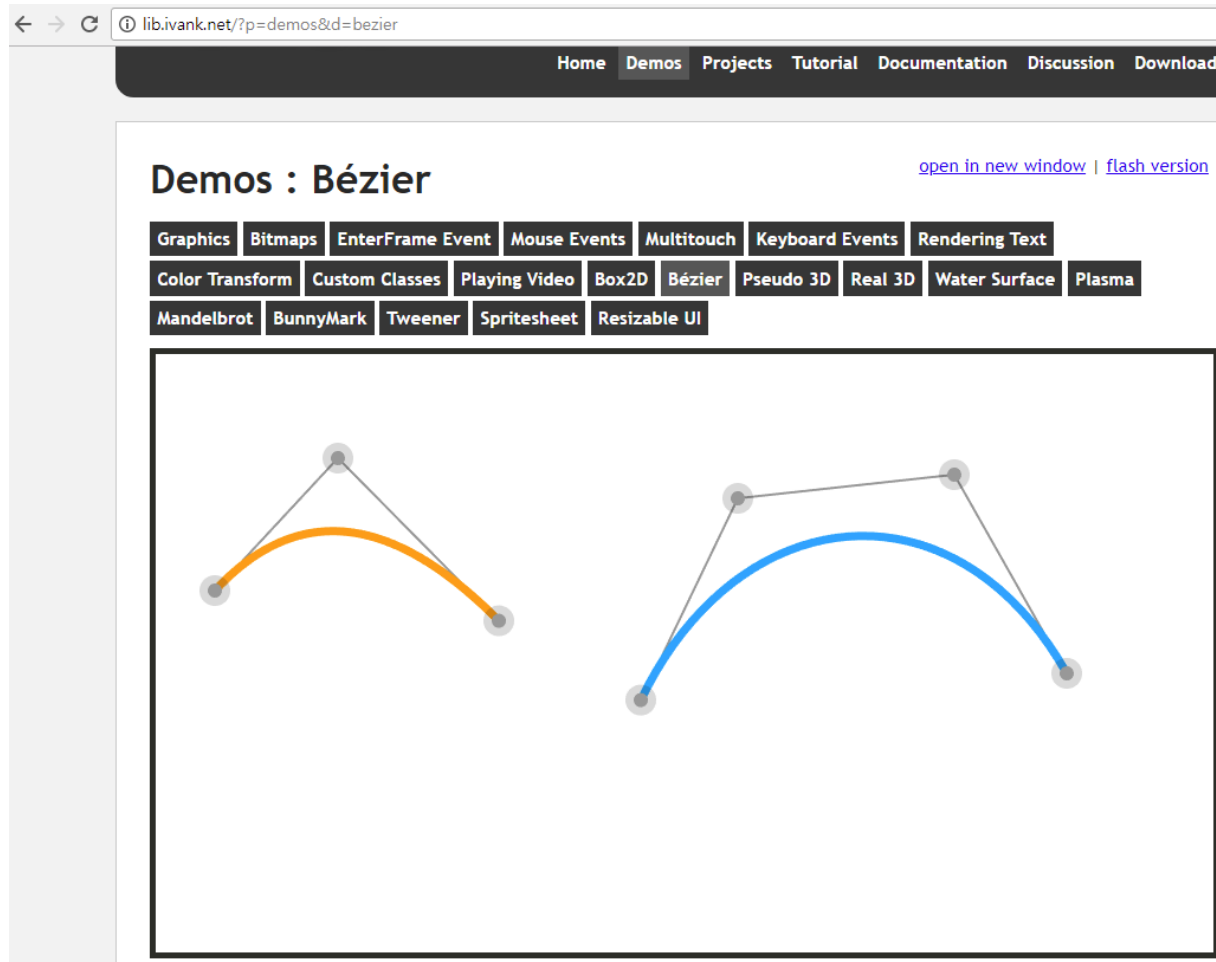 lib.ivank.net/?p=demos&d=bezier
Home Demos Projects Tutorial Documentation Discussion Download
Demos : Bézier
open in new window | flash version
Graphics Bitmaps EnterFrame Event Mouse Events Multitouch Keyboard Events Rendering Text
Color Transform Custom Classes Playing Video Box2D Bézier Pseudo 3D Real 3D Water Surface Plasma
Mandelbrot BunnyMark Tweener Spritesheet Resizable UI